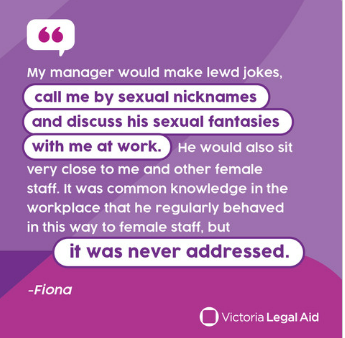 My manager would make lewd jokes,
call me by sexual nicknames
and discuss his sexual fantasies
with me at work. He would also sit
very close to me and other female
staff. It was common knowledge in the
workplace that he regularly behaved
in this way to female staff, but
it was never addressed.
-Fiona
Victoria Legal Aid